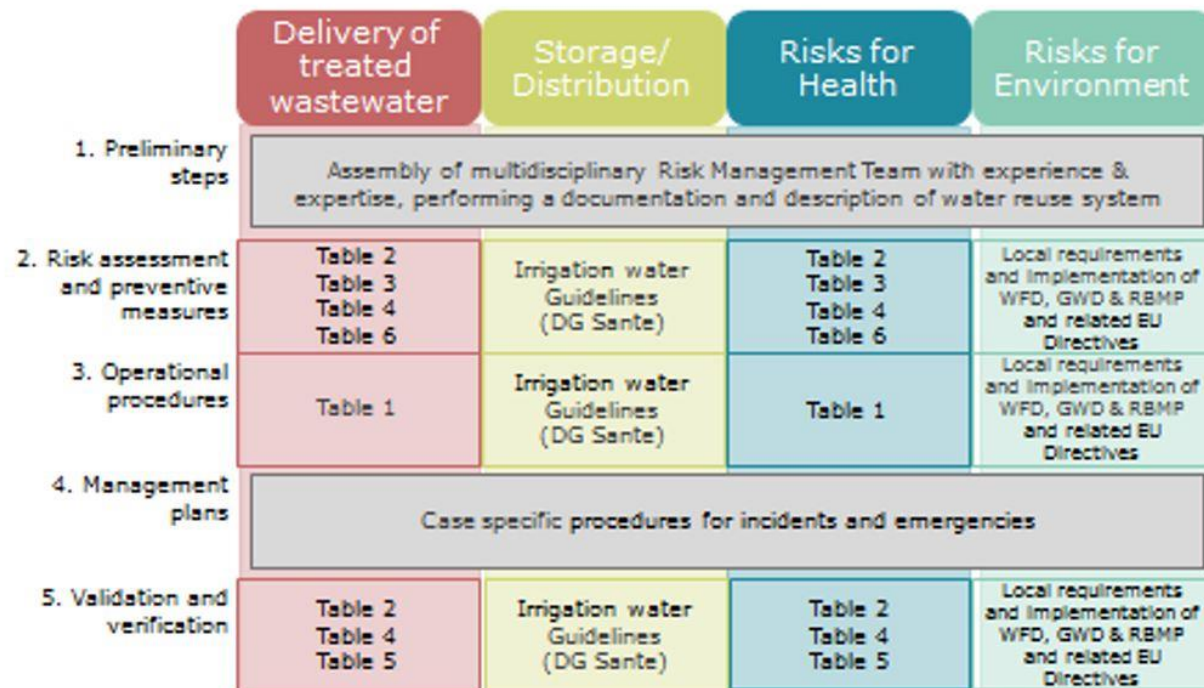 Delivery of
treated
wastewater
Storage/
Distribution
Risks for
Health
Risks for
Environment
1. Preliminary
steps
Assembly of multidisciplinary Risk Management Team with experience &
expertise, performing a documentation and description of water reuse system
2. Risk assessment
and preventive
measures
Table 2
Table 3
Table 4
Table 6
Irrigation water
Guidelines
(DG Sante)
Table 2
Table 3
Table 4
Table 6
Local requirements
and implementation of
WFD, GWD & RBMP
and related EU
Directives
3. Operational
procedures
Table 1
Irrigation water
Guidelines
(DG Sante)
Table 1
Local requirements
and implementation of
WFD, GWD & RBMP
and related EU
Directives
4. Management
plans
Case specific procedures for incidents and emergencies
5. Validation and
verification
Table 2
Table 4
Table 5
Irrigation water
Guidelines
(DG Sante)
Table 2
Table 4
Table 5
Local requirements
and implementation of
WFD, GWD & RBMP
and related EU
Directives